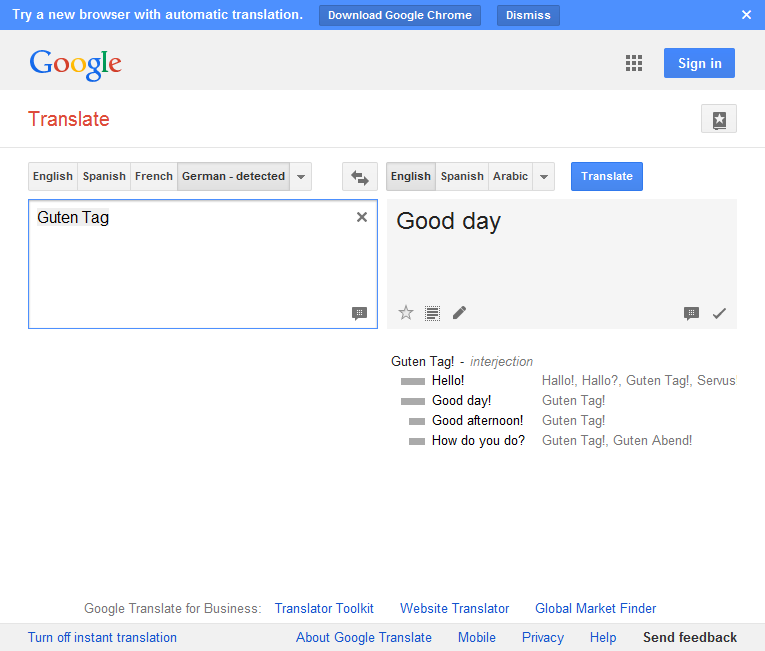 Try a new browser with automatic translation. Download Google Chrome Dismiss
Google
Sign in
Translate
English Spanish French German - detected English Spanish Arabic Translate
Guten Tag
Good day
Guten Tag! - interjection
Hello! Hallo!, Hallo?, Guten Tag!, Servus
Good day! Guten Tag!
Good afternoon! Guten Tag!
How do you do? Guten Tag!, Guten Abend!
Google Translate for Business: Translator Toolkit Website Translator Global Market Finder
Turn off instant translation About Google Translate Mobile Privacy Help Send feedback